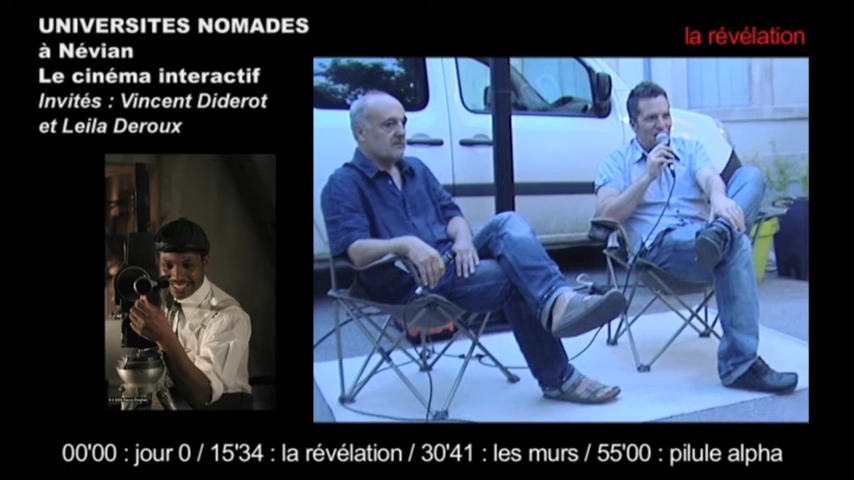 UNIVERSITES NOMADES
à Névian
Le cinéma interactif
Invités : Vincent Diderot
et Leila Deroux
la révélation
00'00 : jour 0 / 15'34 : la révélation / 30'41 : les murs / 55'00 : pilule alpha